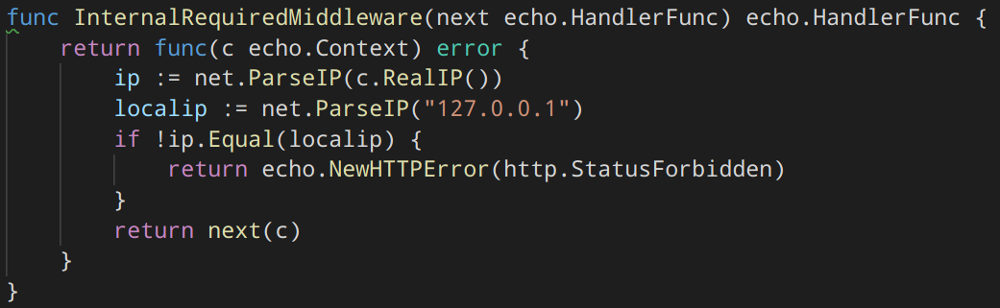 func InternalRequiredMiddleware(next echo.HandlerFunc) echo.HandlerFunc {
    return func(c echo.Context) error {
        ip := net.ParseIP(c.RealIP())
        localip := net.ParseIP("127.0.0.1")
        if !ip.Equal(localip) {
            return echo.NewHTTPError(http.StatusForbidden)
        }
        return next(c)
    }
}